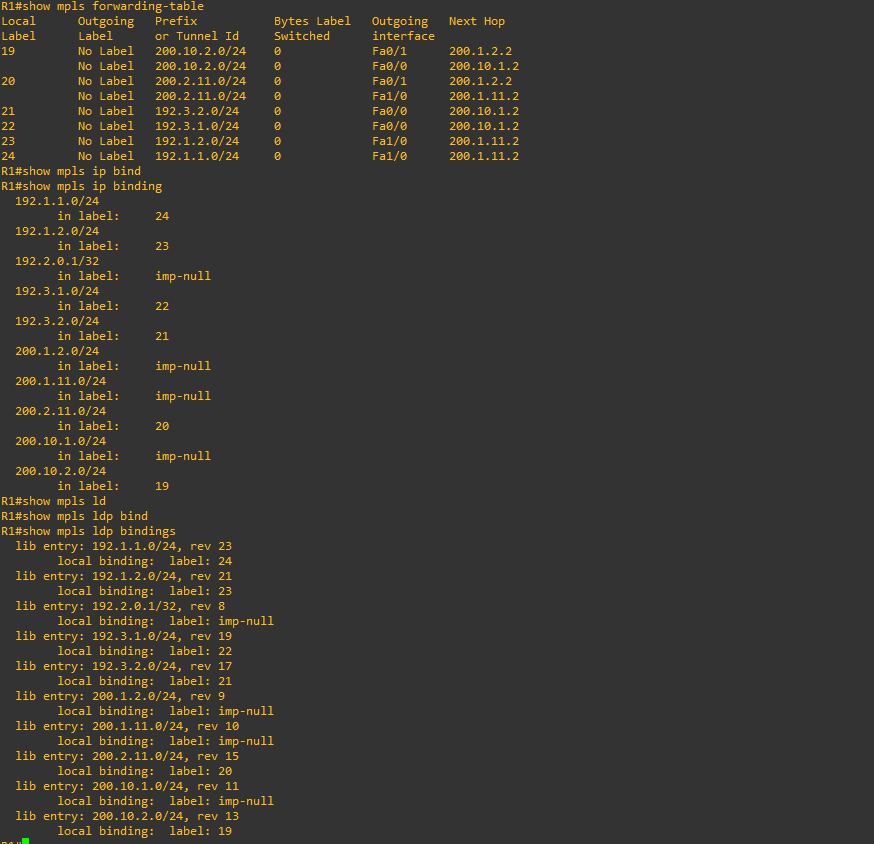 R1#show mpls forwarding-table
Local      Outgoing   Prefix           Bytes Label   Outgoing   Next Hop
Label      Label      or Tunnel Id     Switched      interface
19         No Label   200.10.2.0/24    0             Fa0/1      200.1.2.2
           No Label   200.10.2.0/24    0             Fa0/0      200.10.1.2
20         No Label   200.2.11.0/24    0             Fa0/1      200.1.2.2
           No Label   200.2.11.0/24    0             Fa1/0      200.1.11.2
21         No Label   192.3.2.0/24     0             Fa0/0      200.10.1.2
22         No Label   192.3.1.0/24     0             Fa0/0      200.10.1.2
23         No Label   192.1.2.0/24     0             Fa1/0      200.1.11.2
24         No Label   192.1.1.0/24     0             Fa1/0      200.1.11.2
R1#show mpls ip bind
R1#show mpls ip binding
  192.1.1.0/24
        in label:     24
  192.1.2.0/24
        in label:     23
  192.2.0.1/32
        in label:     imp-null
  192.3.1.0/24
        in label:     22
  192.3.2.0/24
        in label:     21
  200.1.2.0/24
        in label:     imp-null
  200.1.11.0/24
        in label:     imp-null
  200.2.11.0/24
        in label:     20
  200.10.1.0/24
        in label:     imp-null
  200.10.2.0/24
        in label:     19
R1#show mpls ld
R1#show mpls ldp bind
R1#show mpls ldp bindings
  lib entry: 192.1.1.0/24, rev 23
        local binding:  label: 24
  lib entry: 192.1.2.0/24, rev 21
        local binding:  label: 23
  lib entry: 192.2.0.1/32, rev 8
        local binding:  label: imp-null
  lib entry: 192.3.1.0/24, rev 19
        local binding:  label: 22
  lib entry: 192.3.2.0/24, rev 17
        local binding:  label: 21
  lib entry: 200.1.2.0/24, rev 9
        local binding:  label: imp-null
  lib entry: 200.1.11.0/24, rev 10
        local binding:  label: imp-null
  lib entry: 200.2.11.0/24, rev 15
        local binding:  label: 20
  lib entry: 200.10.1.0/24, rev 11
        local binding:  label: imp-null
  lib entry: 200.10.2.0/24, rev 13
        local binding:  label: 19
R1#